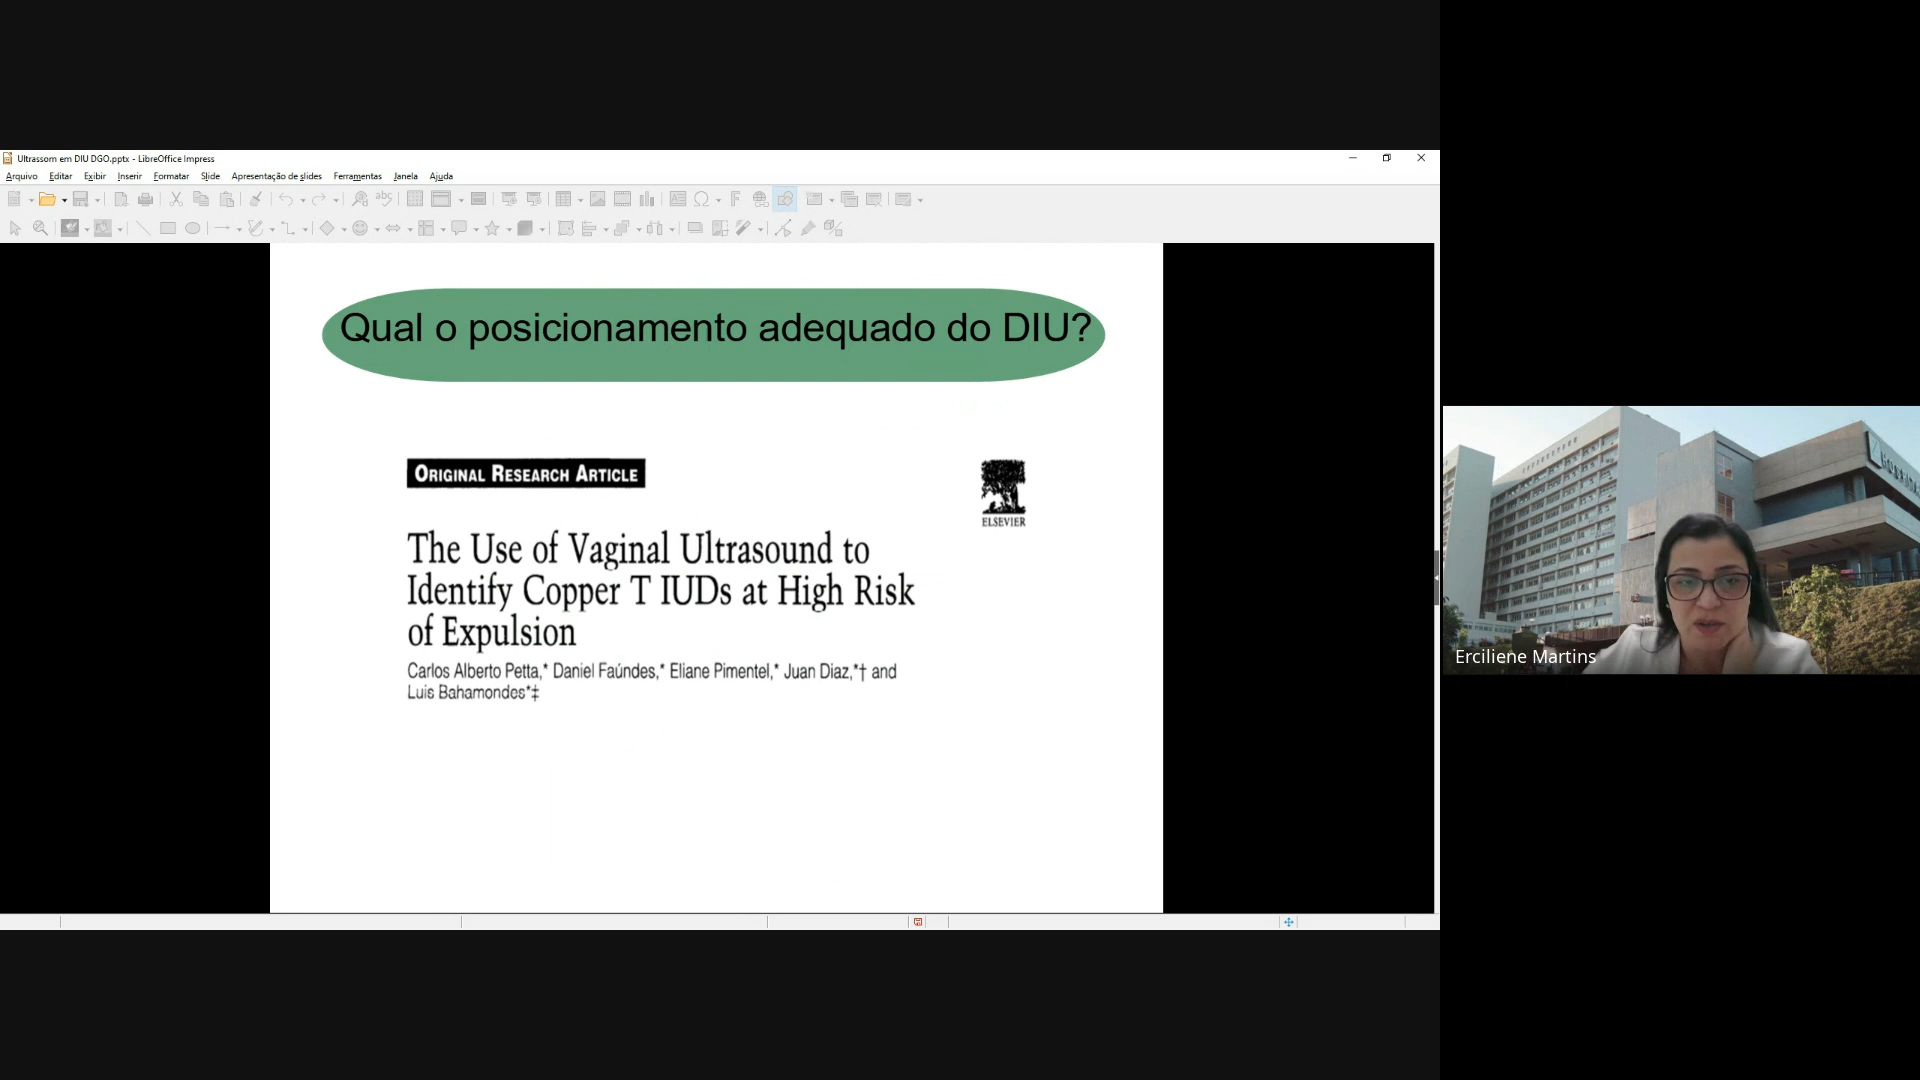 Ultrassom em DIU DGO.pptx - LibreOffice Impress
Arquivo Editar Exibir Inserir Formatar Slide Apresentação de slides Ferramentas Janela Ajuda
Qual o posicionamento adequado do DIU?
ORIGINAL RESEARCH ARTICLE
ELSEVIER
The Use of Vaginal Ultrasound to
Identify Copper T IUDs at High Risk
of Expulsion
Carlos Alberto Petta,* Daniel Faúndes,* Eliane Pimentel,* Juan Diaz,*† and
Luis Bahamondes*‡
Erciliene Martins